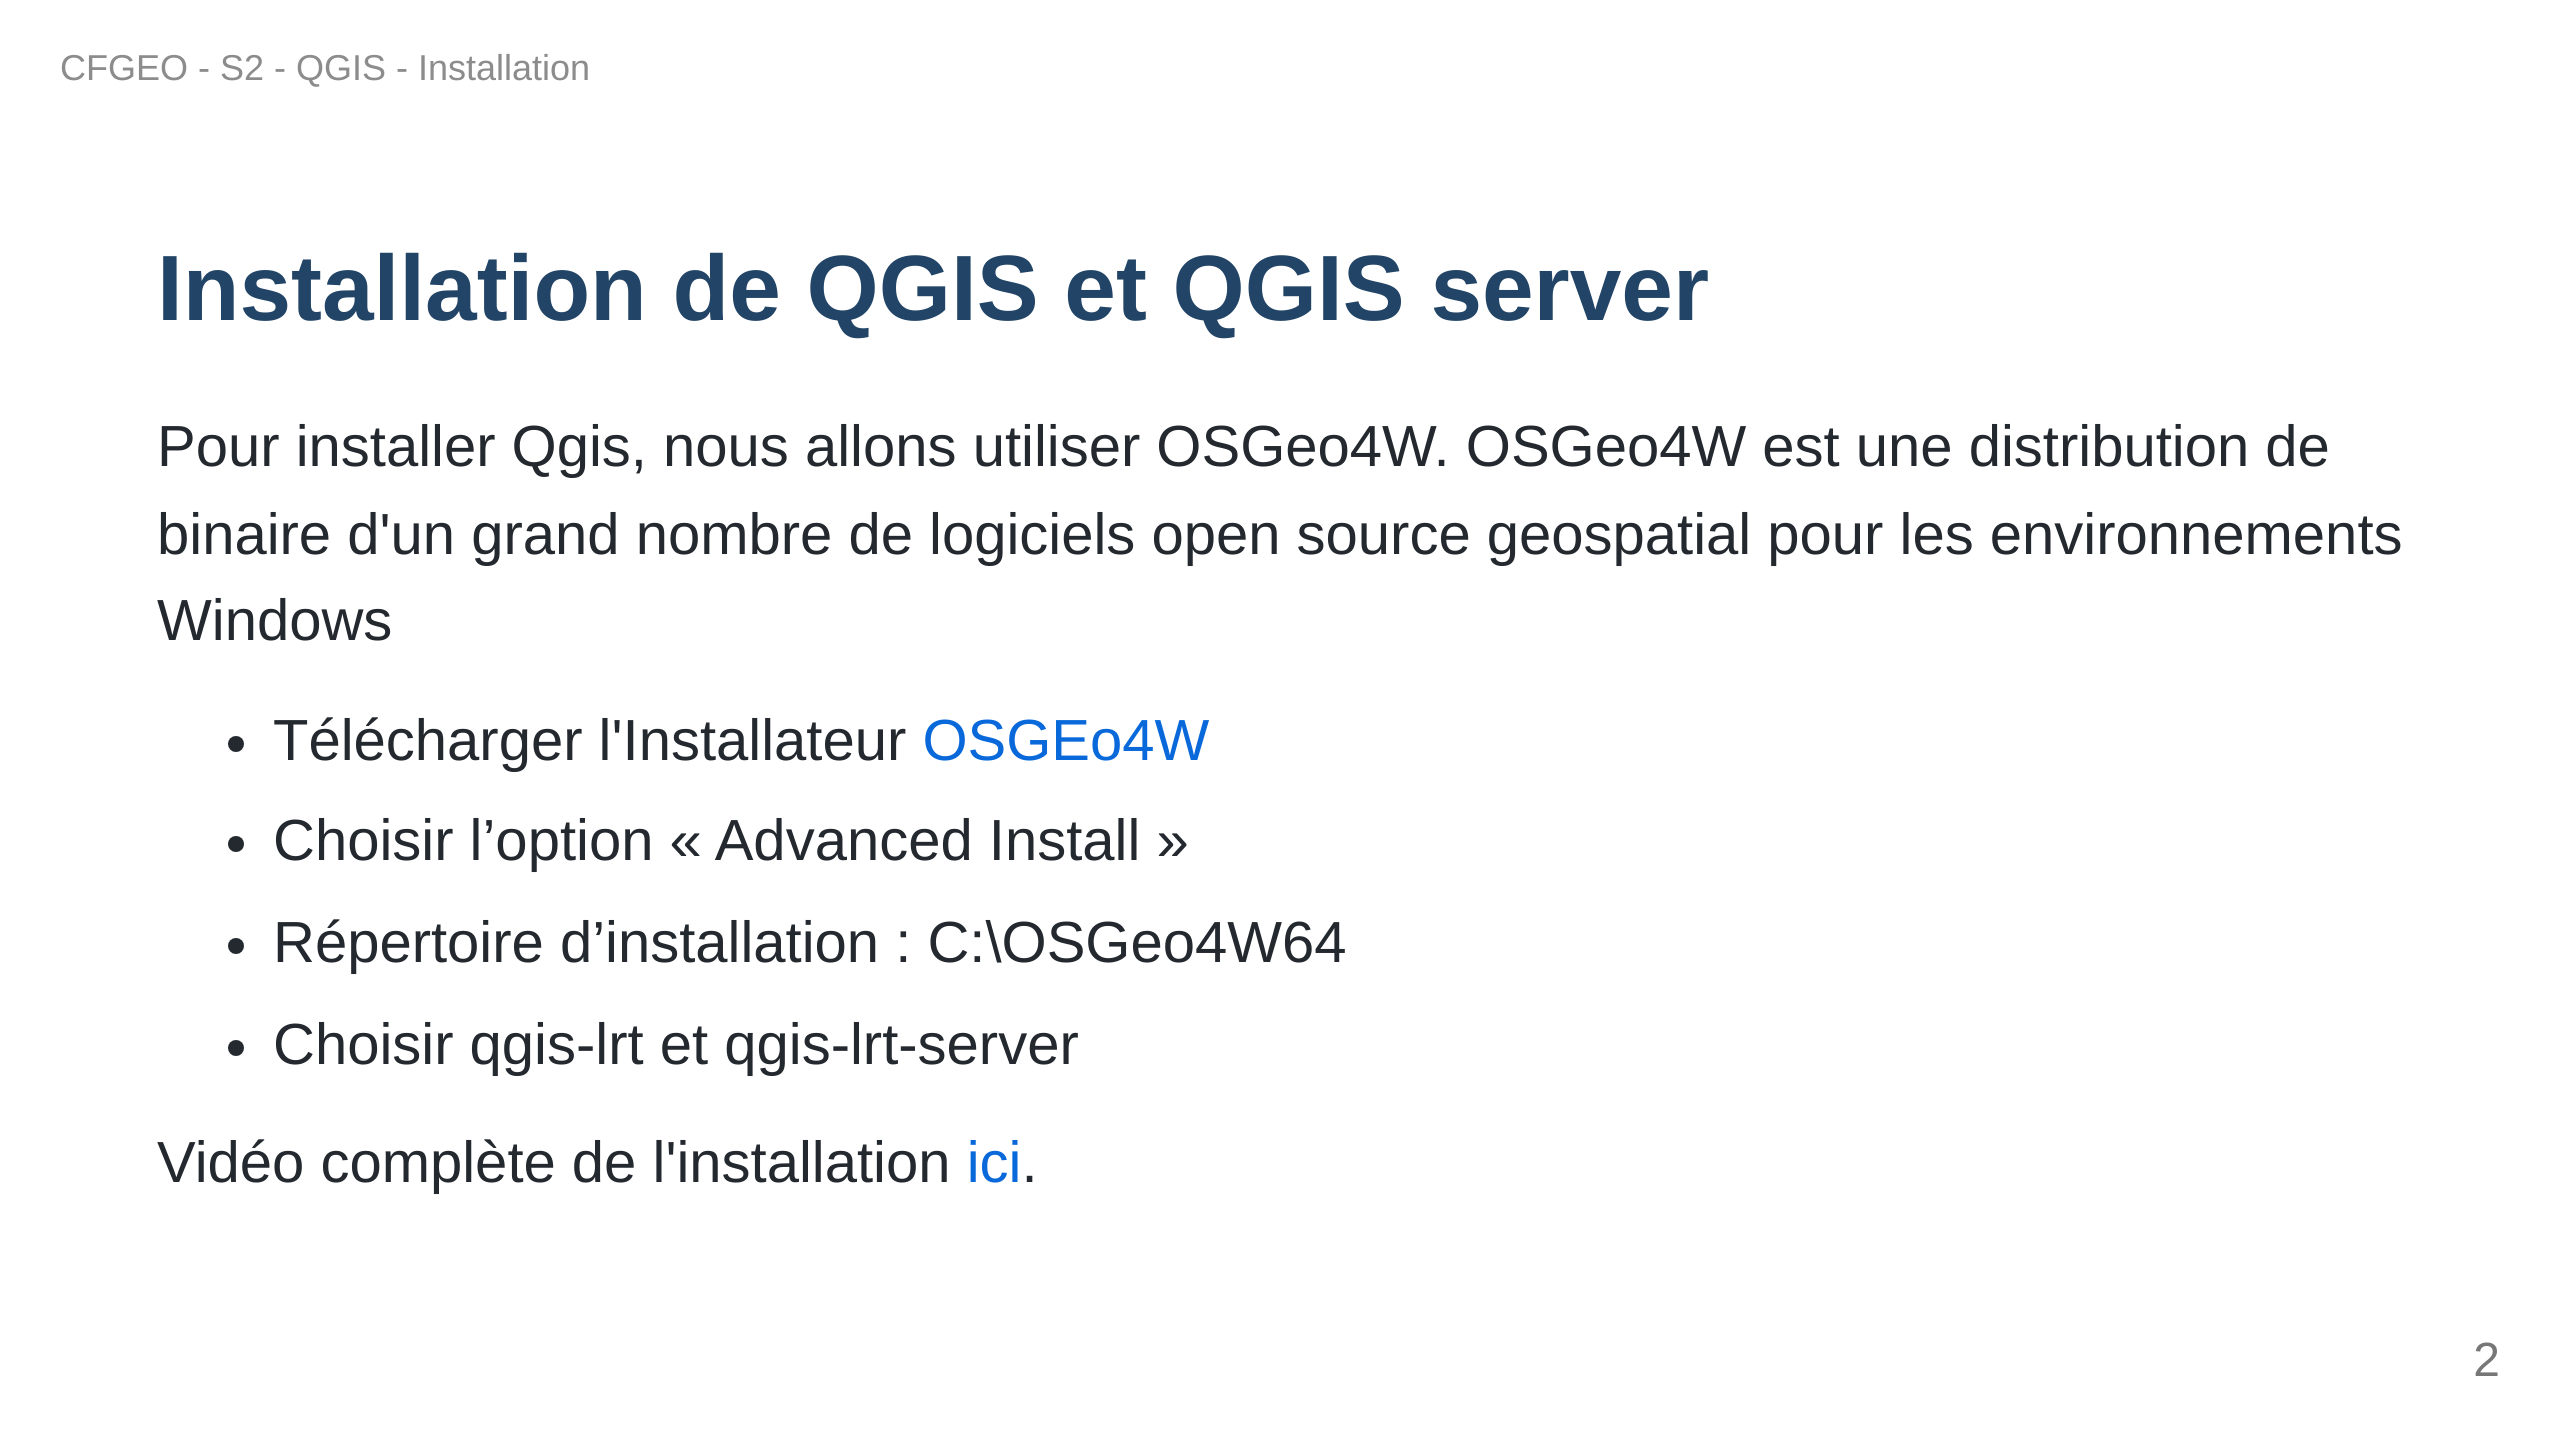 CFGEO - S2 - QGIS - Installation
Installation de QGIS et QGIS server
Pour installer Qgis, nous allons utiliser OSGeo4W. OSGeo4W est une distribution de
binaire d'un grand nombre de logiciels open source geospatial pour les environnements
Windows
• Télécharger l'Installateur OSGEo4W
• Choisir l’option « Advanced Install »
• Répertoire d’installation : C:\OSGeo4W64
• Choisir qgis-lrt et qgis-lrt-server
Vidéo complète de l'installation ici.
2